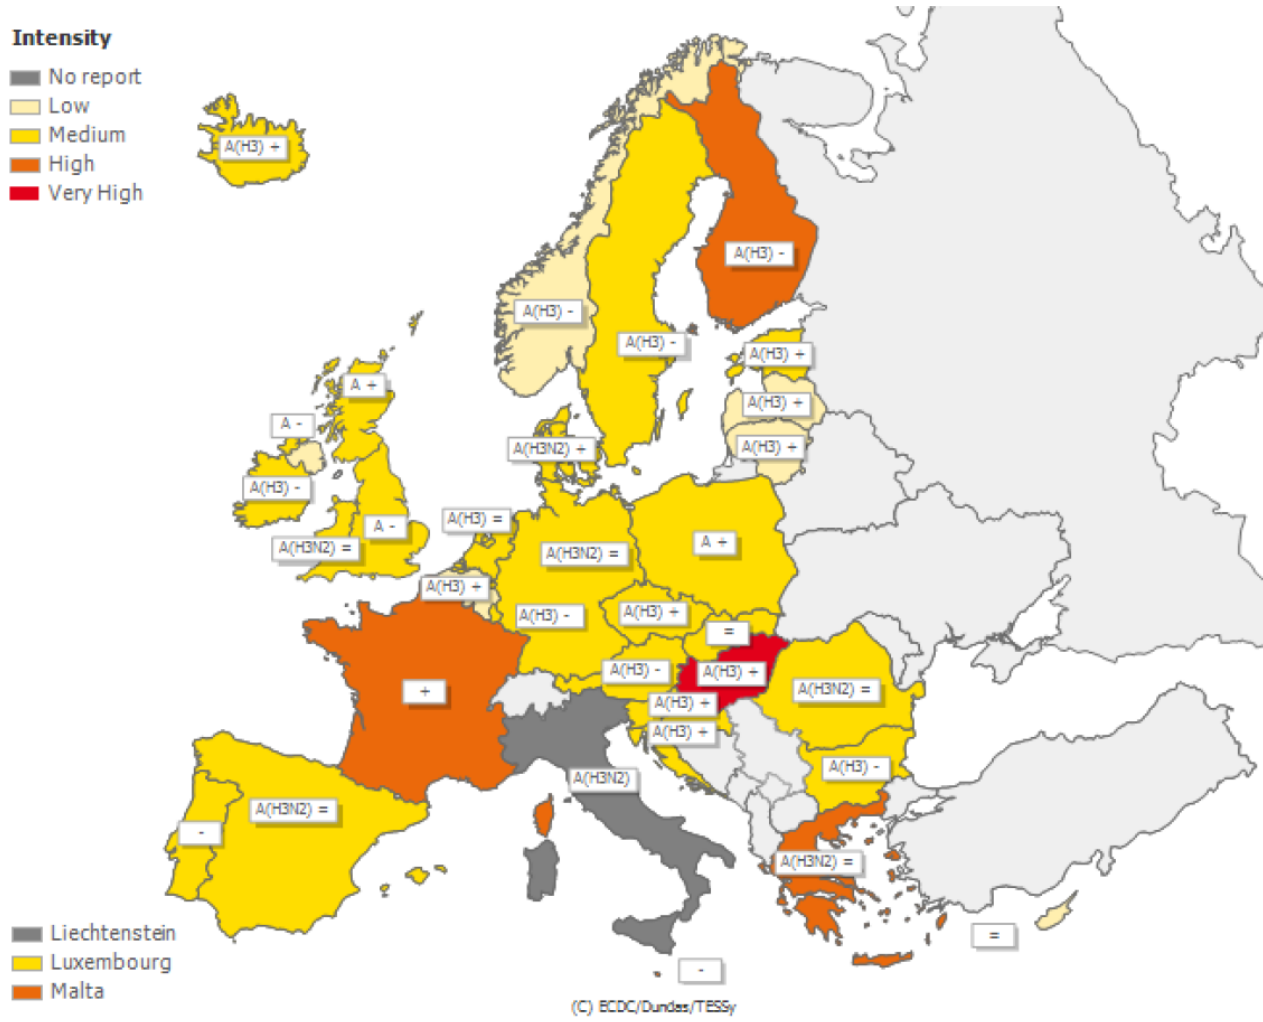 Intensity
No report
Low
Medium
High
Very High
A(H3) +
A(H3) -
A(H3) -
A(H3) -
A(H3) +
A +
A(H3) +
A -
A(H3N2) +
A(H3) +
A(H3) -
A(H3) =
A -
A(H3N2) =
A(H3N2) =
A +
A(H3) +
A(H3) -
A(H3) +
=
A(H3) -
A(H3) +
+
A(H3N2) =
A(H3) +
A(H3) +
A(H3) -
A(H3N2)
A(H3N2) =
-
A(H3N2) =
=
-
Liechtenstein
Luxembourg
Malta
(C) ECDC/Dundas/TESSy